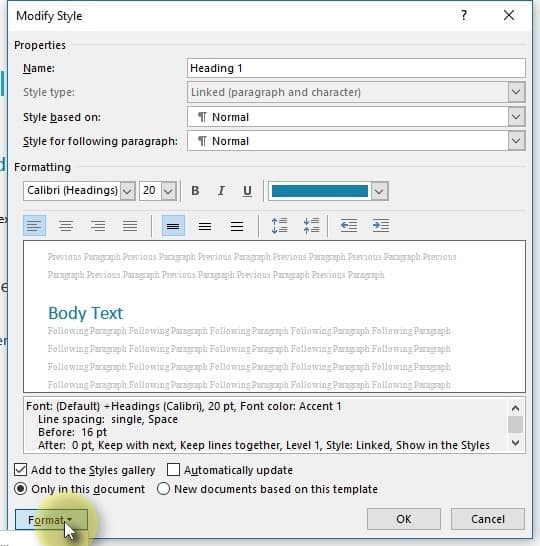 Modify Style
Properties
Name: Heading 1
Style type: Linked (paragraph and character)
Style based on: ¶ Normal
Style for following paragraph: ¶ Normal
Formatting
Calibri (Headings) 20 B I U
Previous Paragraph Previous Paragraph Previous Paragraph Previous Paragraph Previous
Paragraph Previous Paragraph Previous Paragraph Previous Paragraph Previous Paragraph
Body Text
Following Paragraph Following Paragraph Following Paragraph Following Paragraph Following Paragraph
Following Paragraph Following Paragraph Following Paragraph Following Paragraph Following Paragraph
Following Paragraph Following Paragraph Following Paragraph Following Paragraph Following Paragraph
Following Paragraph Following Paragraph Following Paragraph Following Paragraph Following Paragraph
Font: (Default) +Headings (Calibri), 20 pt, Font color: Accent 1
Line spacing: single, Space
Before: 16 pt
After: 0 pt, Keep with next, Keep lines together, Level 1, Style: Linked, Show in the Styles
Add to the Styles gallery Automatically update
Only in this document New documents based on this template
Format OK Cancel